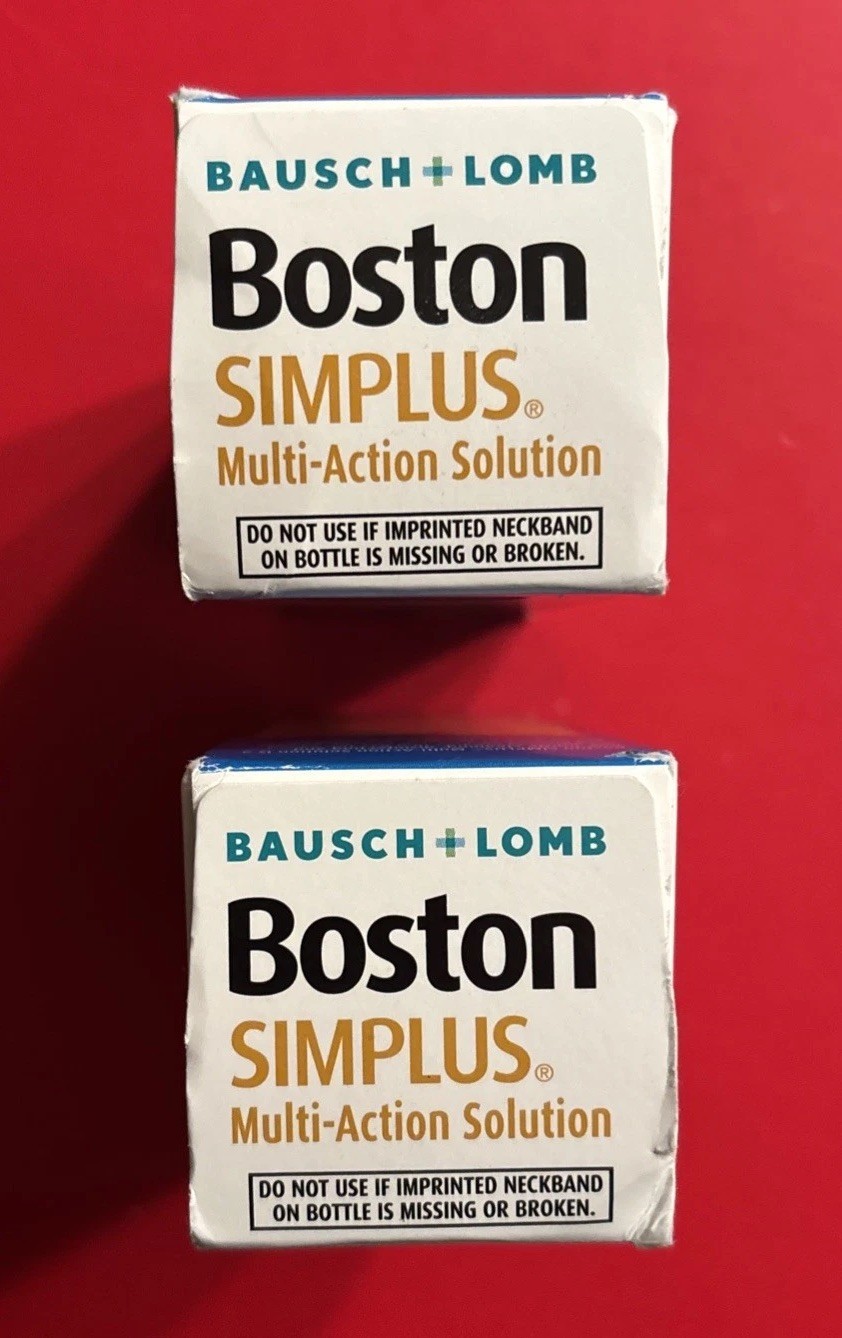 BAUSCH + LOMB
Boston
SIMPLUS®
Multi-Action Solution
DO NOT USE IF IMPRINTED NECKBAND
ON BOTTLE IS MISSING OR BROKEN.
BAUSCH + LOMB
Boston
SIMPLUS®
Multi-Action Solution
DO NOT USE IF IMPRINTED NECKBAND
ON BOTTLE IS MISSING OR BROKEN.